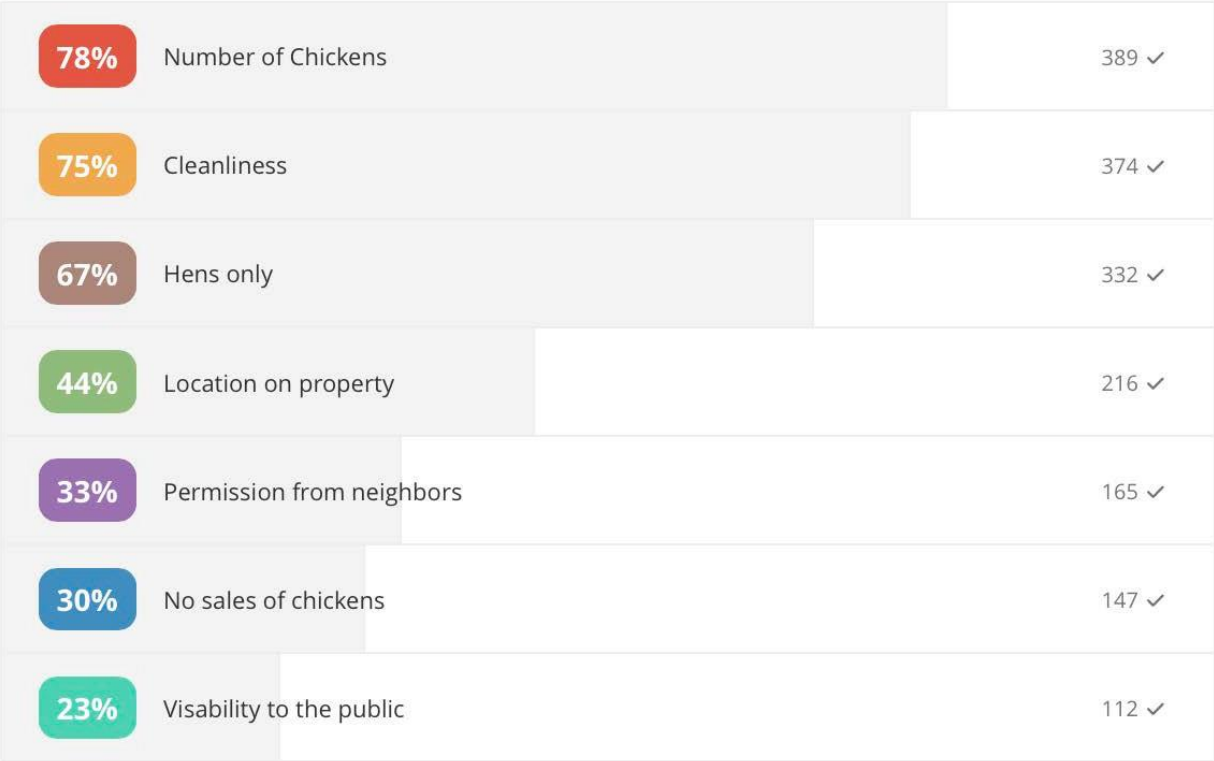 78% Number of Chickens 389 ✓
75% Cleanliness 374 ✓
67% Hens only 332 ✓
44% Location on property 216 ✓
33% Permission from neighbors 165 ✓
30% No sales of chickens 147 ✓
23% Visability to the public 112 ✓